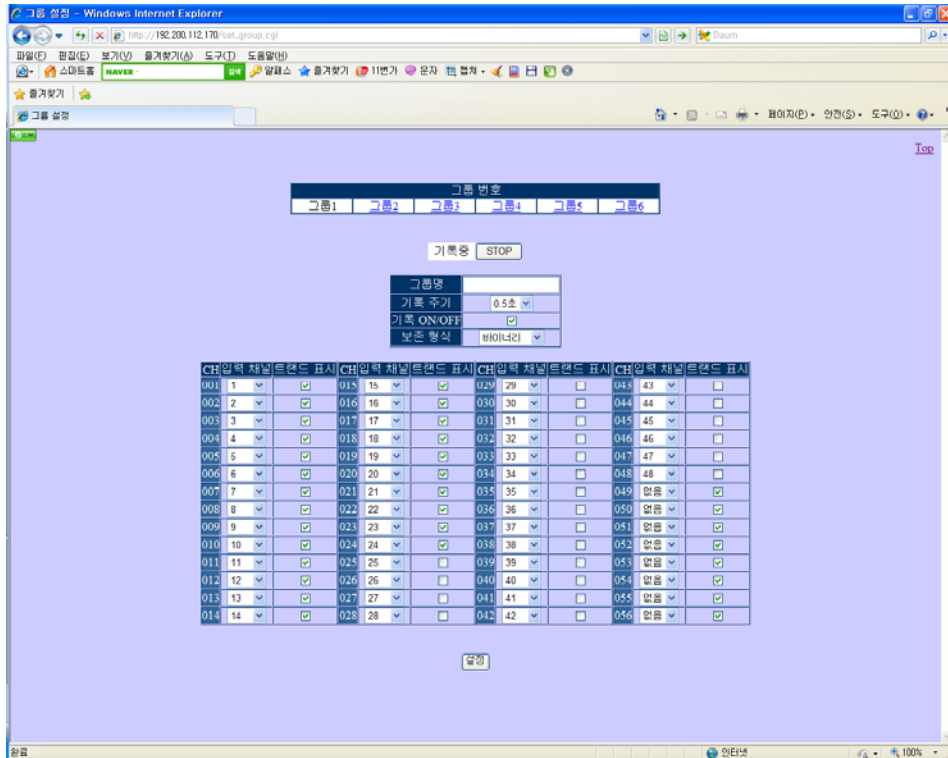 그룹 설정 - Windows Internet Explorer
http://192.200.112.170/set_group.cgi
Daum
파일(F) 편집(E) 보기(V) 즐겨찾기(A) 도구(T) 도움말(H)
스마트홈 NAVER 검색 알패스 즐겨찾기 11번가 문자 캡쳐
즐겨찾기
그룹 설정 페이지(P) 안전(S) 도구(O)
Top
그룹 번호
그룹1 그룹2 그룹3 그룹4 그룹5 그룹6
기록중 STOP
그룹명
기록 주기 0.5초
기록 ON/OFF
보존 형식 바이너리
CH 입력 채널 트랜드 표시 CH 입력 채널 트랜드 표시 CH 입력 채널 트랜드 표시 CH 입력 채널 트랜드 표시
001 1 015 15 029 29 043 43
002 2 016 16 030 30 044 44
003 3 017 17 031 31 045 45
004 4 018 18 032 32 046 46
005 5 019 19 033 33 047 47
006 6 020 20 034 34 048 48
007 7 021 21 035 35 049 없음
008 8 022 22 036 36 050 없음
009 9 023 23 037 37 051 없음
010 10 024 24 038 38 052 없음
011 11 025 25 039 39 053 없음
012 12 026 26 040 40 054 없음
013 13 027 27 041 41 055 없음
014 14 028 28 042 42 056 없음
설정
완료 인터넷 100%